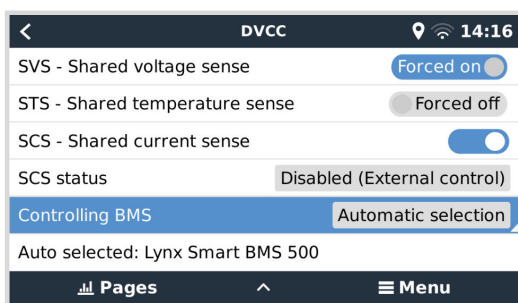 DVCC 14:16
SVS - Shared voltage sense Forced on
STS - Shared temperature sense Forced off
SCS - Shared current sense
SCS status Disabled (External control)
Controlling BMS Automatic selection
Auto selected: Lynx Smart BMS 500
Pages Menu